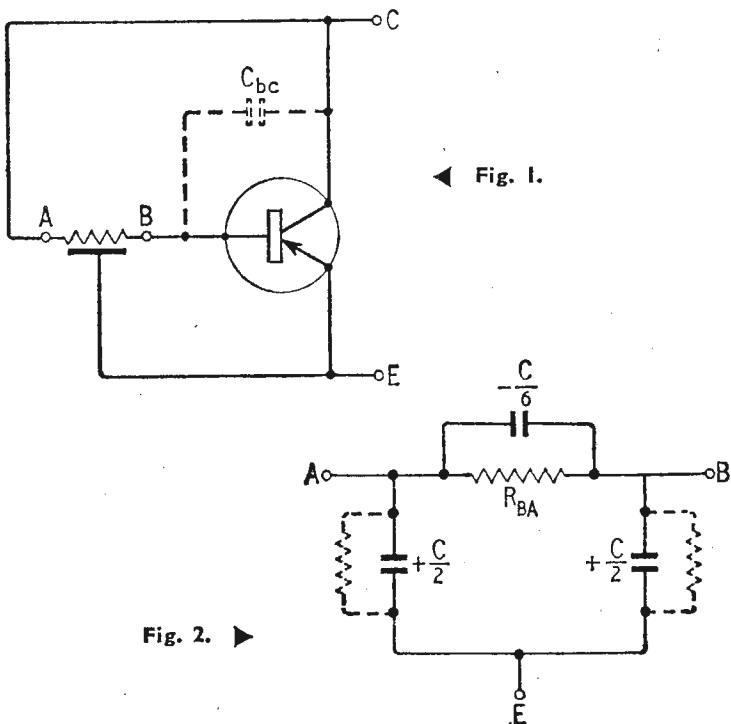 C
C_bc
◄ Fig. 1.
A B
E
-C/6
A
B
R_BA
+C/2
+C/2
Fig. 2. ►
E